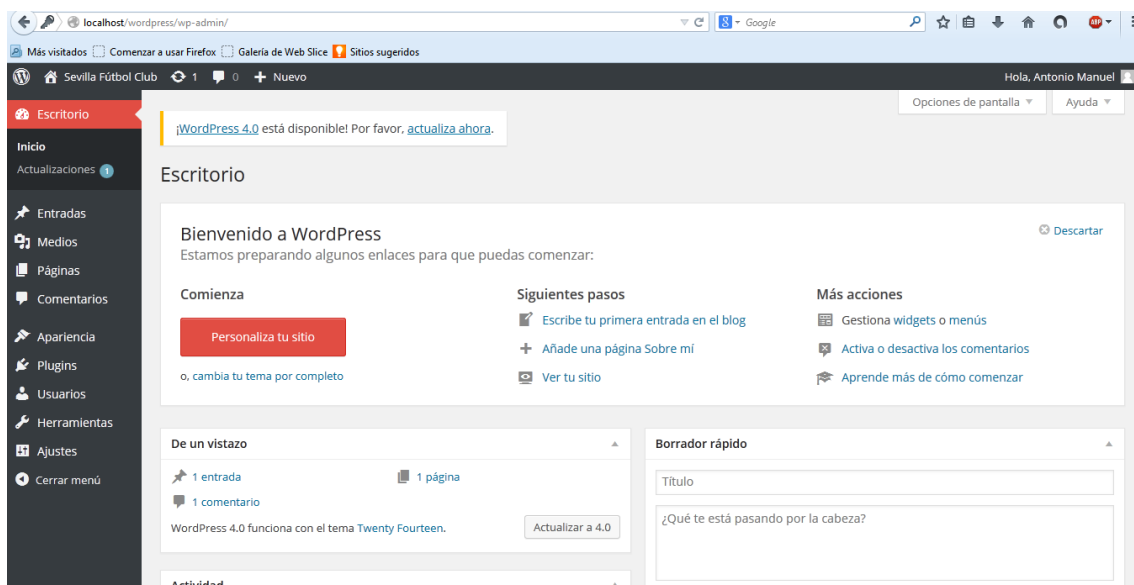 localhost/wordpress/wp-admin/
Google
ABP
Más visitados Comenzar a usar Firefox Galería de Web Slice Sitios sugeridos
Sevilla Fútbol Club 1 0 Nuevo Hola, Antonio Manuel
Escritorio
Inicio
Actualizaciones 1
Entradas
Medios
Páginas
Comentarios
Apariencia
Plugins
Usuarios
Herramientas
Ajustes
Cerrar menú
Opciones de pantalla Ayuda
¡WordPress 4.0 está disponible! Por favor, actualiza ahora.
Escritorio
Bienvenido a WordPress
Descartar
Estamos preparando algunos enlaces para que puedas comenzar:
Comienza
Personaliza tu sitio
o, cambia tu tema por completo
Siguientes pasos
Escribe tu primera entrada en el blog
Añade una página Sobre mí
Ver tu sitio
Más acciones
Gestiona widgets o menús
Activa o desactiva los comentarios
Aprende más de cómo comenzar
De un vistazo
1 entrada 1 página
1 comentario
WordPress 4.0 funciona con el tema Twenty Fourteen. Actualizar a 4.0
Actividad
Borrador rápido
Título
¿Qué te está pasando por la cabeza?